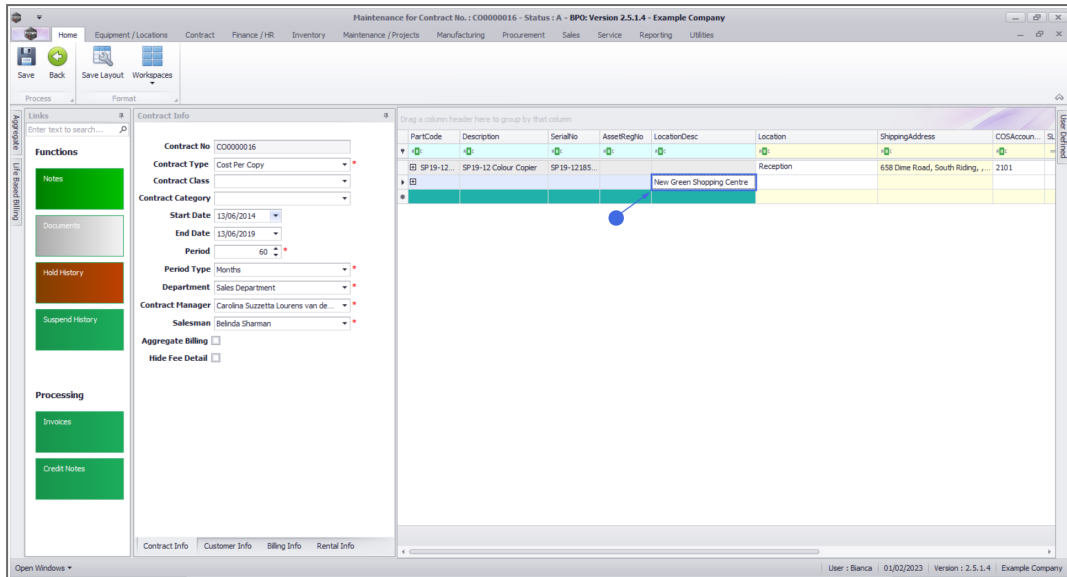 Maintenance for Contract No. : CO0000016 - Status : A - BPO: Version 2.5.1.4 - Example Company
Home Equipment / Locations Contract Finance / HR Inventory Maintenance / Projects Manufacturing Procurement Sales Service Reporting Utilities
Save Back Save Layout Workspaces
Process Format
Aggregate
Life Based Billing
Links
Enter text to search...
Functions
Notes
Documents
Hold History
Suspend History
Processing
Invoices
Credit Notes
Contract Info
Contract No CO0000016
Contract Type Cost Per Copy *
Contract Class
Contract Category
Start Date 13/06/2014
End Date 13/06/2019
Period 60 *
Period Type Months *
Department Sales Department *
Contract Manager Carolina Suzzetta Lourens van de... *
Salesman Belinda Sharman *
Aggregate Billing
Hide Fee Detail
Contract Info Customer Info Billing Info Rental Info
Drag a column header here to group by that column
PartCode Description SerialNo AssetRegNo LocationDesc Location ShippingAddress COSAccoun... SL
SP19-12... SP19-12 Colour Copier SP19-12185... Reception 658 Dime Road, South Riding, ,... 2101
New Green Shopping Centre
User Defined
Open Windows User : Bianca 01/02/2023 Version : 2.5.1.4 Example Company